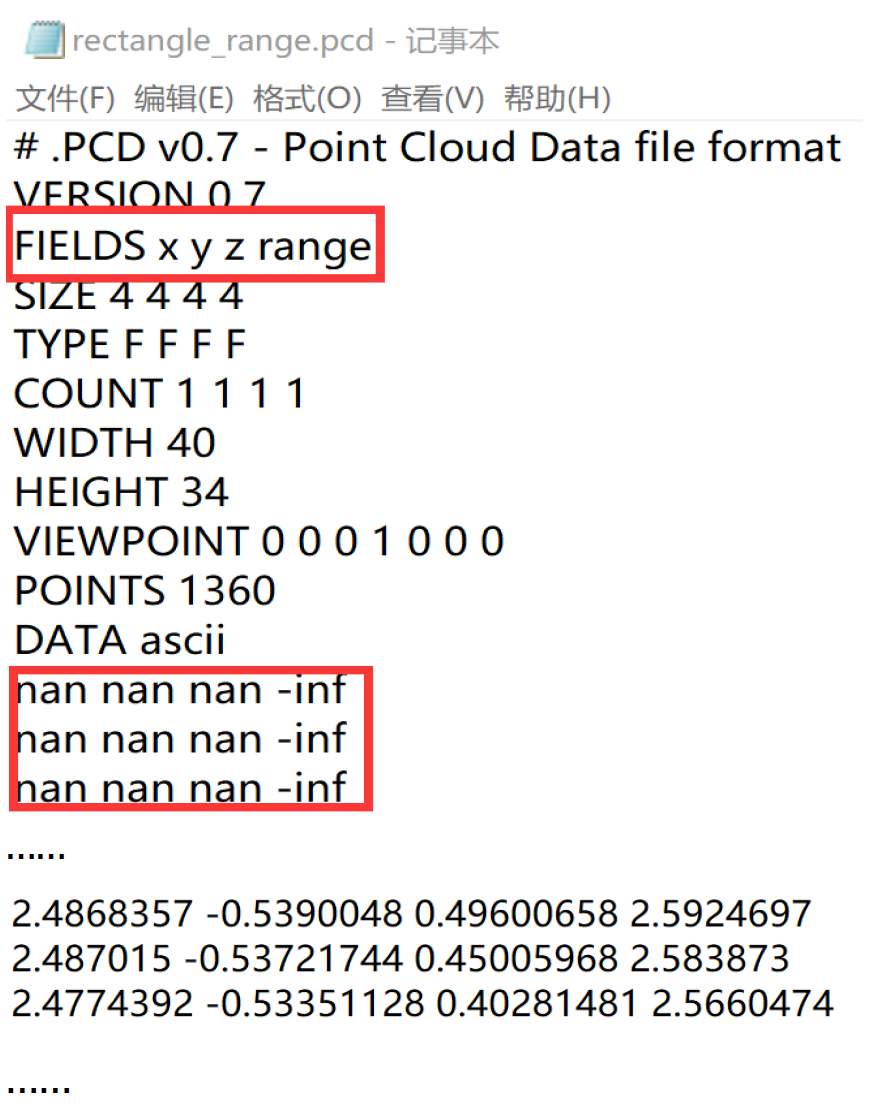 rectangle_range.pcd - 记事本
文件(F) 编辑(E) 格式(O) 查看(V) 帮助(H)
# .PCD v0.7 - Point Cloud Data file format
VERSION 0.7
FIELDS x y z range
SIZE 4 4 4 4
TYPE F F F F
COUNT 1 1 1 1
WIDTH 40
HEIGHT 34
VIEWPOINT 0 0 0 1 0 0 0
POINTS 1360
DATA ascii
nan nan nan -inf
nan nan nan -inf
nan nan nan -inf
......
2.4868357 -0.5390048 0.49600658 2.5924697
2.487015 -0.53721744 0.45005968 2.583873
2.4774392 -0.53351128 0.40281481 2.5660474
......